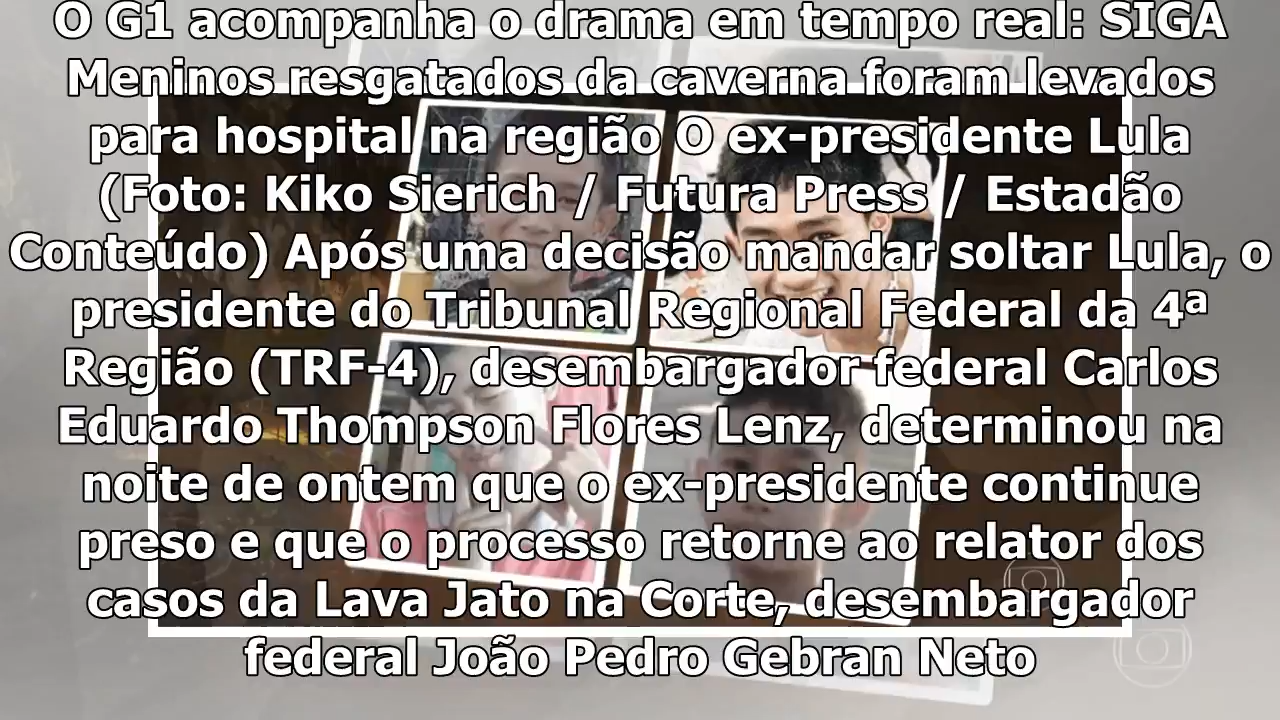 O G1 acompanha o drama em tempo real: SIGA
Meninos resgatados da caverna foram levados
para hospital na região O ex-presidente Lula
(Foto: Kiko Sierich / Futura Press / Estadão
Conteúdo) Após uma decisão mandar soltar Lula, o
presidente do Tribunal Regional Federal da 4ª
Região (TRF-4), desembargador federal Carlos
Eduardo Thompson Flores Lenz, determinou na
noite de ontem que o ex-presidente continue
preso e que o processo retorne ao relator dos
casos da Lava Jato na Corte, desembargador
federal João Pedro Gebran Neto